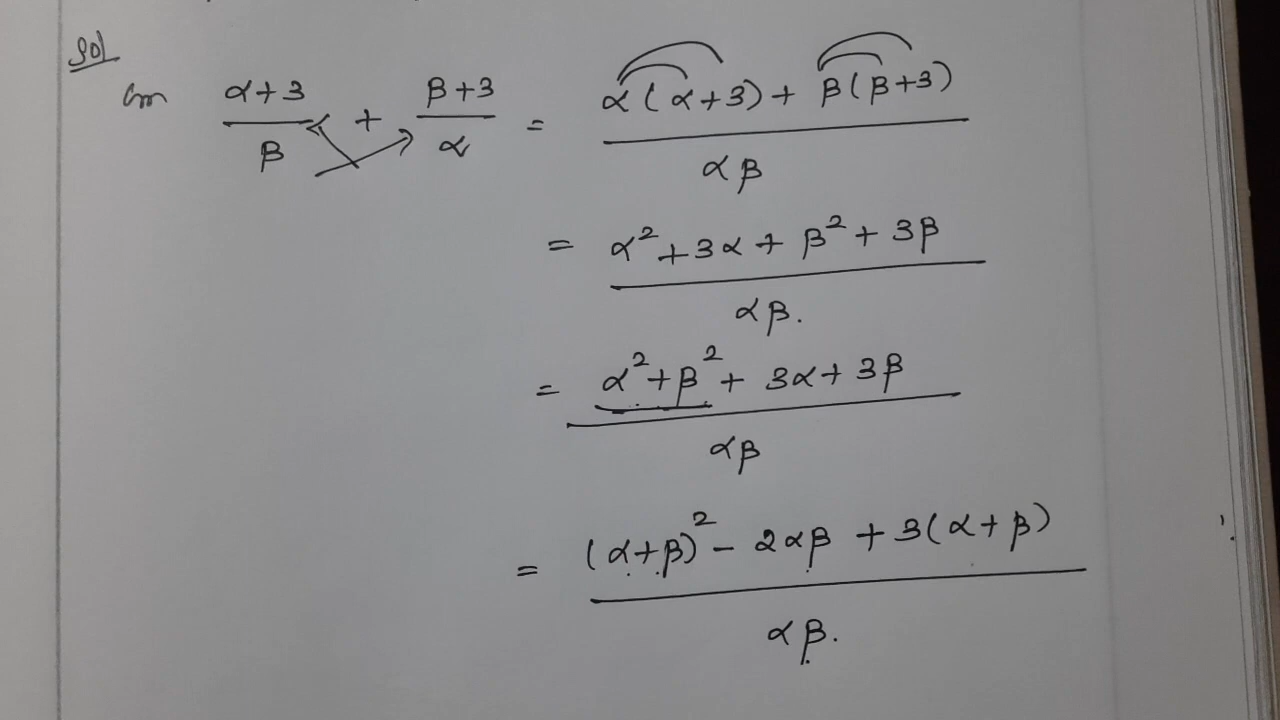 Sol
(α+3)/β + (β+3)/α = (α(α+3) + β(β+3))/(αβ)
= (α²+3α+β²+3β)/(αβ).
= (α²+β²+3α+3β)/(αβ)
= ((α+β)²-2αβ+3(α+β))/(αβ).